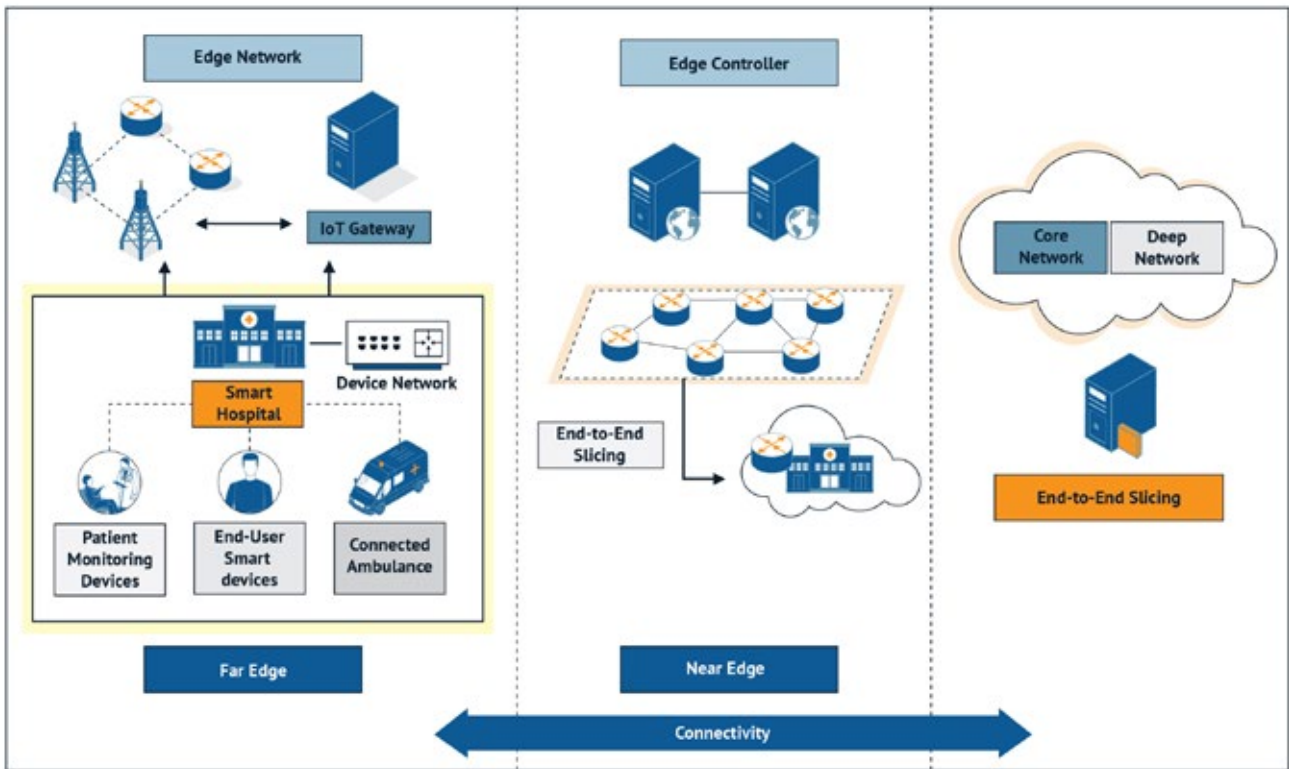 Edge Network
IoT Gateway
Device Network
Smart
Hospital
Patient
Monitoring
Devices
End-User
Smart
devices
Connected
Ambulance
Far Edge
Edge Controller
End-to-End
Slicing
Near Edge
Core
Network
Deep
Network
End-to-End Slicing
Connectivity